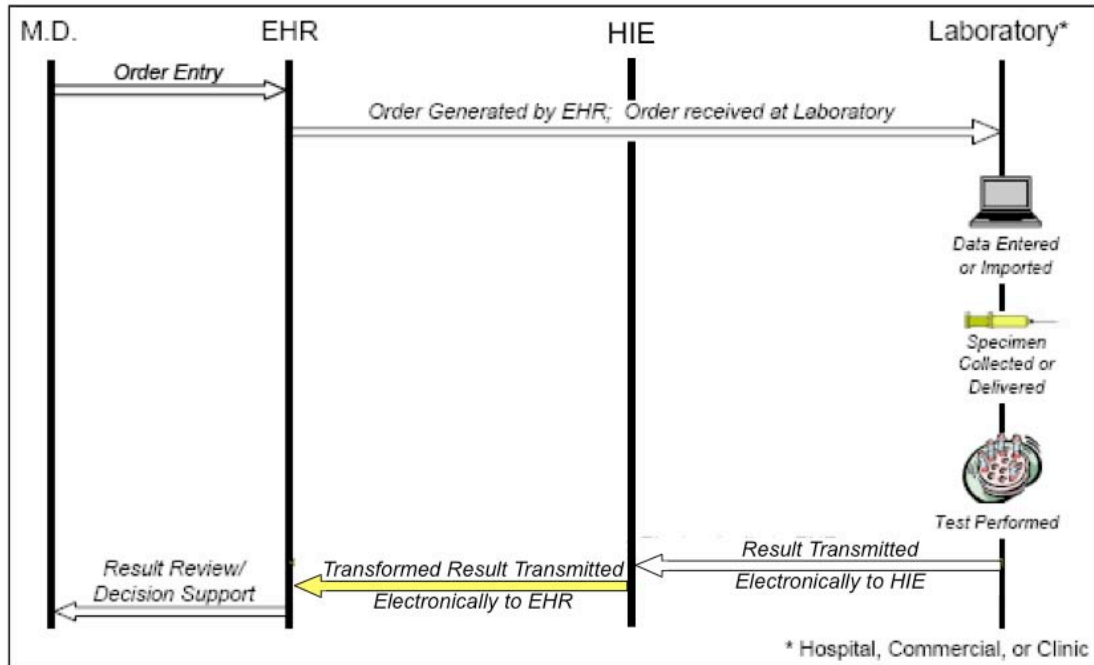 M.D. EHR HIE Laboratory*
Order Entry
Order Generated by EHR; Order received at Laboratory
Data Entered
or Imported
Specimen
Collected or
Delivered
Test Performed
Result Transmitted
Electronically to HIE
Transformed Result Transmitted
Electronically to EHR
Result Review/
Decision Support
* Hospital, Commercial, or Clinic